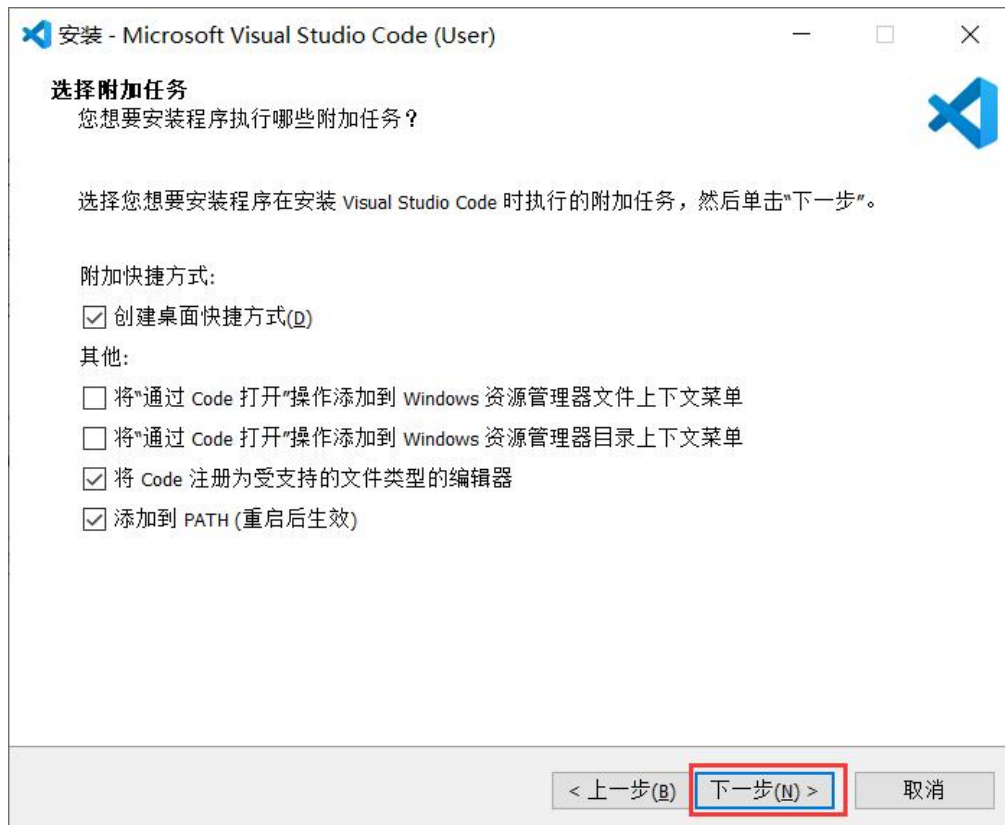 安装 - Microsoft Visual Studio Code (User)
选择附加任务
您想要安装程序执行哪些附加任务？
选择您想要安装程序在安装 Visual Studio Code 时执行的附加任务，然后单击"下一步"。
附加快捷方式:
创建桌面快捷方式(D)
其他:
将"通过 Code 打开"操作添加到 Windows 资源管理器文件上下文菜单
将"通过 Code 打开"操作添加到 Windows 资源管理器目录上下文菜单
将 Code 注册为受支持的文件类型的编辑器
添加到 PATH (重启后生效)
< 上一步(B) 下一步(N) > 取消